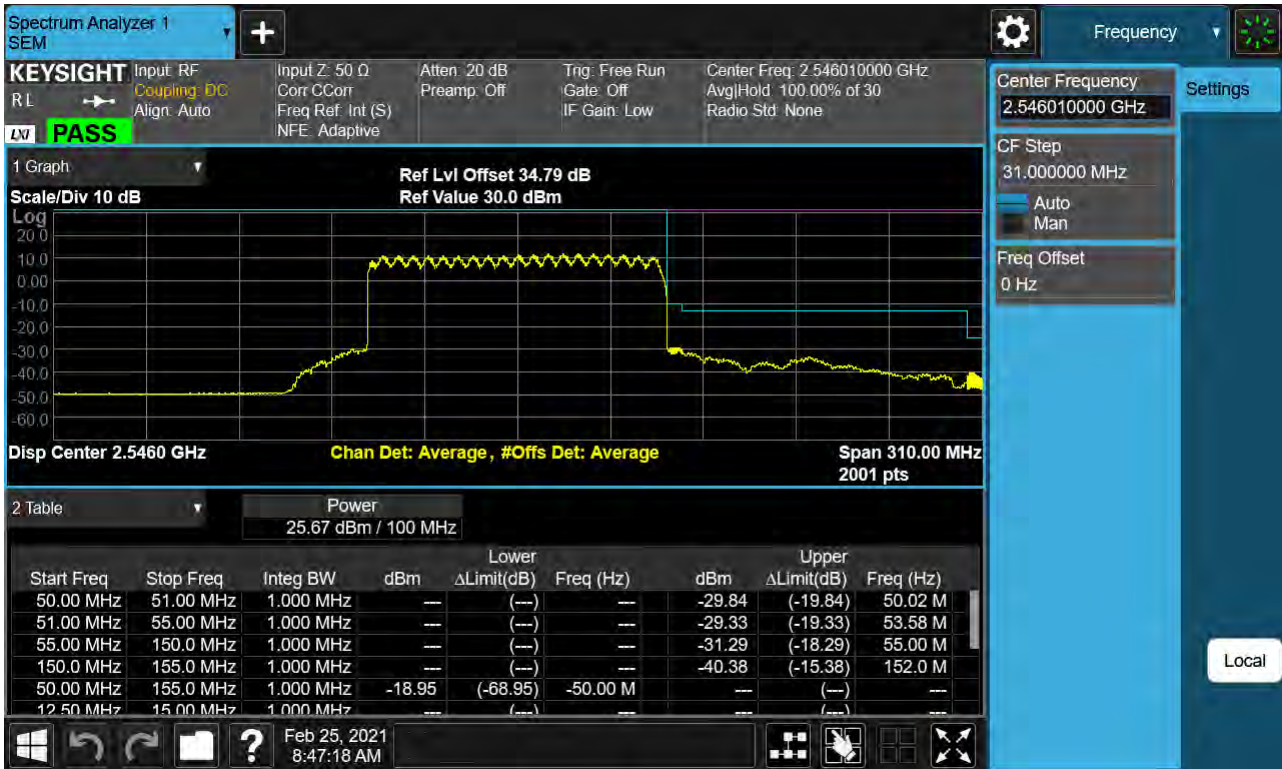 Spectrum Analyzer 1
SEM
+
Frequency
KEYSIGHT
RL
LXI
PASS
Input: RF
Coupling: DC
Align: Auto
Input Z: 50 Ω
Corr CCorr
Freq Ref: Int (S)
NFE: Adaptive
Atten: 20 dB
Preamp: Off
Trig: Free Run
Gate: Off
IF Gain: Low
Center Freq: 2.546010000 GHz
Avg|Hold: 100.00% of 30
Radio Std: None
Center Frequency
2.546010000 GHz
Settings
CF Step
31.000000 MHz
Auto
Man
Freq Offset
0 Hz
Local
1 Graph
Scale/Div 10 dB
Ref Lvl Offset 34.79 dB
Ref Value 30.0 dBm
Log
20.0
10.0
0.00
-10.0
-20.0
-30.0
-40.0
-50.0
-60.0
Disp Center 2.5460 GHz
Chan Det: Average, #Offs Det: Average
Span 310.00 MHz
2001 pts
2 Table
Power
25.67 dBm / 100 MHz
Lower Upper
Start Freq Stop Freq Integ BW dBm ΔLimit(dB) Freq (Hz) dBm ΔLimit(dB) Freq (Hz)
50.00 MHz 51.00 MHz 1.000 MHz --- (---) --- -29.84 (-19.84) 50.02 M
51.00 MHz 55.00 MHz 1.000 MHz --- (---) --- -29.33 (-19.33) 53.58 M
55.00 MHz 150.0 MHz 1.000 MHz --- (---) --- -31.29 (-18.29) 55.00 M
150.0 MHz 155.0 MHz 1.000 MHz --- (---) --- -40.38 (-15.38) 152.0 M
50.00 MHz 155.0 MHz 1.000 MHz -18.95 (-68.95) -50.00 M --- (---) ---
12.50 MHz 15.00 MHz 1.000 MHz --- (---) --- --- (---) ---
?
Feb 25, 2021
8:47:18 AM